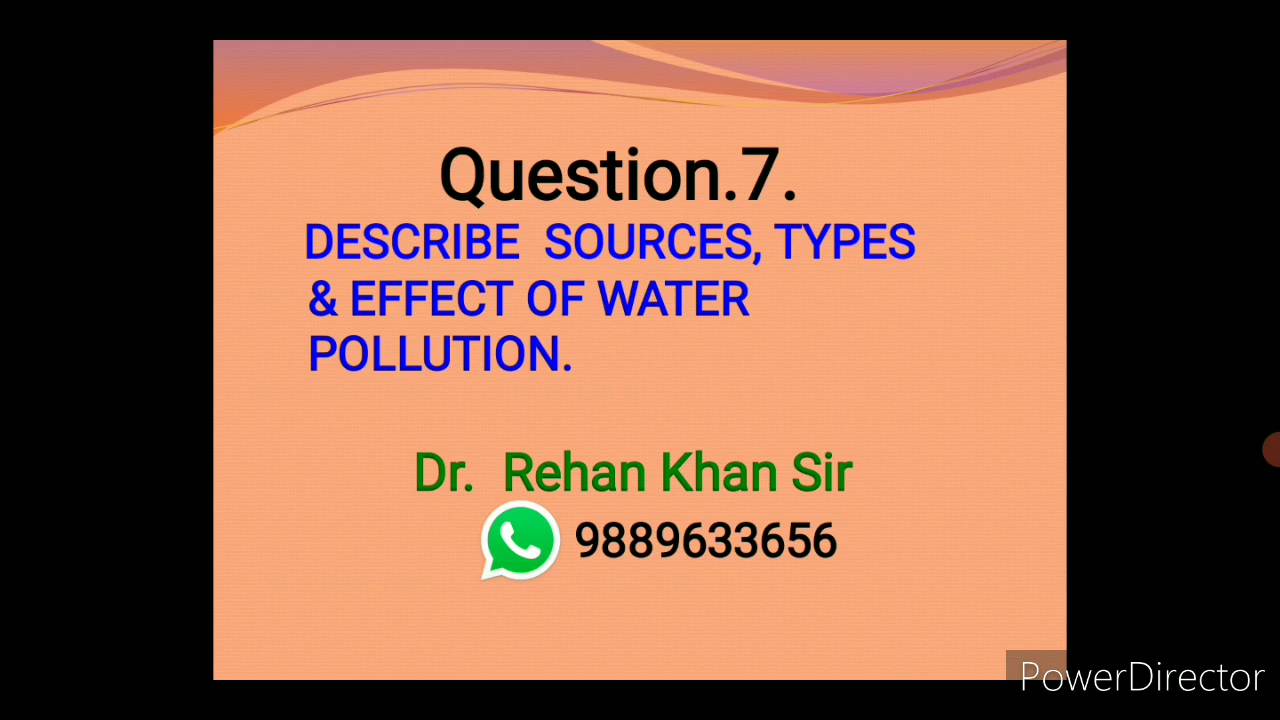 Question.7.
DESCRIBE SOURCES, TYPES
& EFFECT OF WATER
POLLUTION.
Dr. Rehan Khan Sir
9889633656
PowerDirector